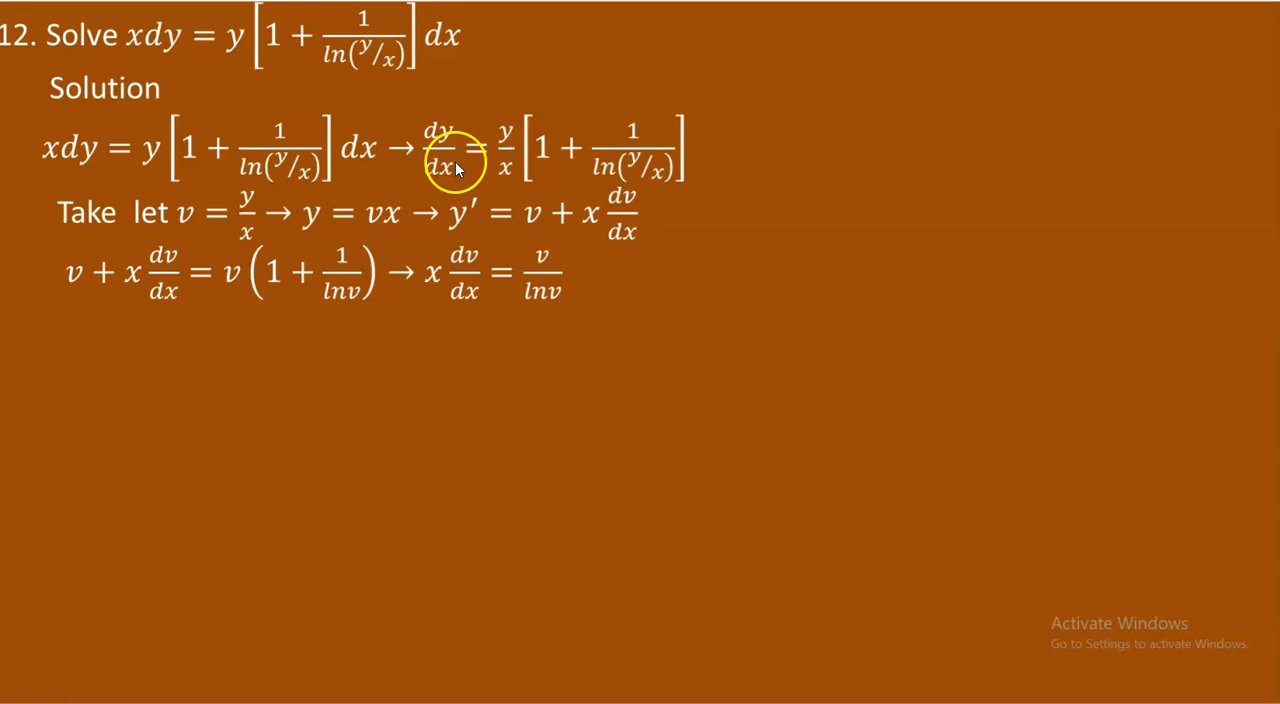 12. Solve xdy = y[1 + 1/ln(y/x)]dx
Solution
xdy = y[1 + 1/ln(y/x)]dx → dy/dx = y/x[1 + 1/ln(y/x)]
Take let v = y/x → y = vx → y′ = v + x dv/dx
v + x dv/dx = v(1 + 1/lnv) → x dv/dx = v/lnv
Activate Windows
Go to Settings to activate Windows.